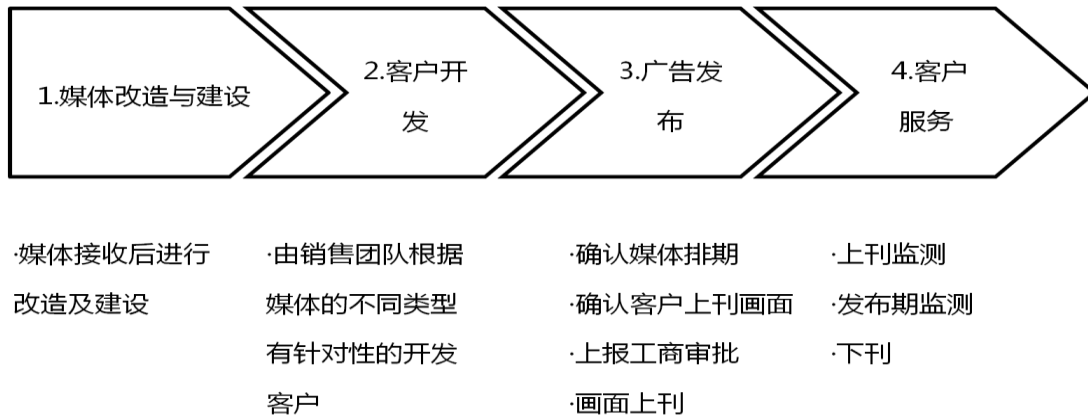 1.媒体改造与建设
2.客户开
发
3.广告发
布
4.客户
服务
·媒体接收后进行
改造及建设
·由销售团队根据
媒体的不同类型
有针对性的开发
客户
·确认媒体排期
·确认客户上刊画面
·上报工商审批
·画面上刊
·上刊监测
·发布期监测
·下刊